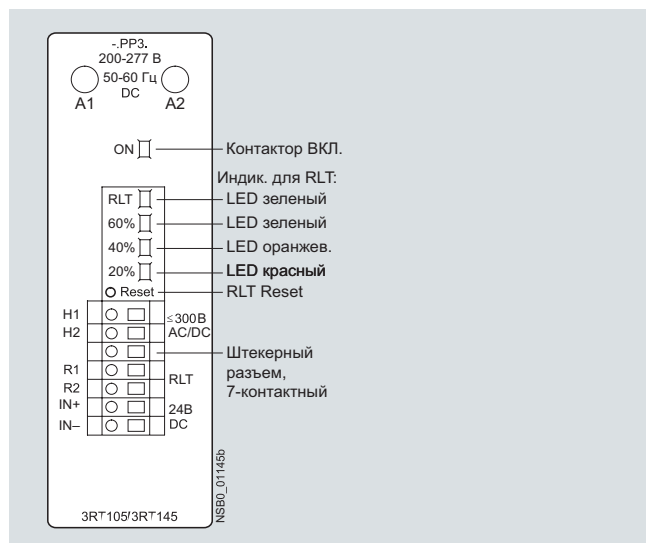 -.PP3.
200-277 В
50-60 Гц
DC
A1
A2
ON
Контактор ВКЛ.
Индик. для RLT:
RLT
LED зеленый
60%
LED зеленый
40%
LED оранжев.
20%
LED красный
Reset
RLT Reset
H1
≤300В
H2
AC/DC
Штекерный
разъем,
7-контактный
R1
RLT
R2
IN+
24В
IN–
DC
NSB0_01145b
3RT105/3RT145